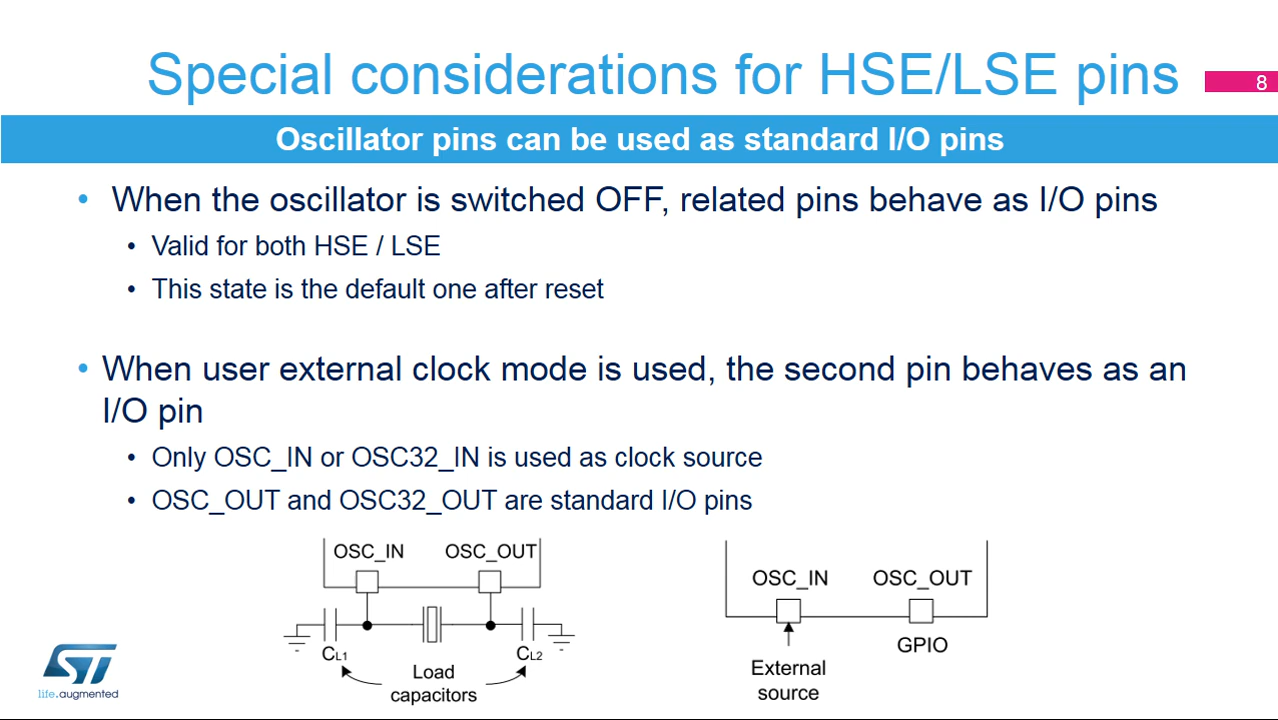 Special considerations for HSE/LSE pins
8
Oscillator pins can be used as standard I/O pins
• When the oscillator is switched OFF, related pins behave as I/O pins
• Valid for both HSE / LSE
• This state is the default one after reset
• When user external clock mode is used, the second pin behaves as an
I/O pin
• Only OSC_IN or OSC32_IN is used as clock source
• OSC_OUT and OSC32_OUT are standard I/O pins
OSC_IN OSC_OUT
CL1 CL2
Load
capacitors
OSC_IN OSC_OUT
GPIO
External
source
ST
life.augmented